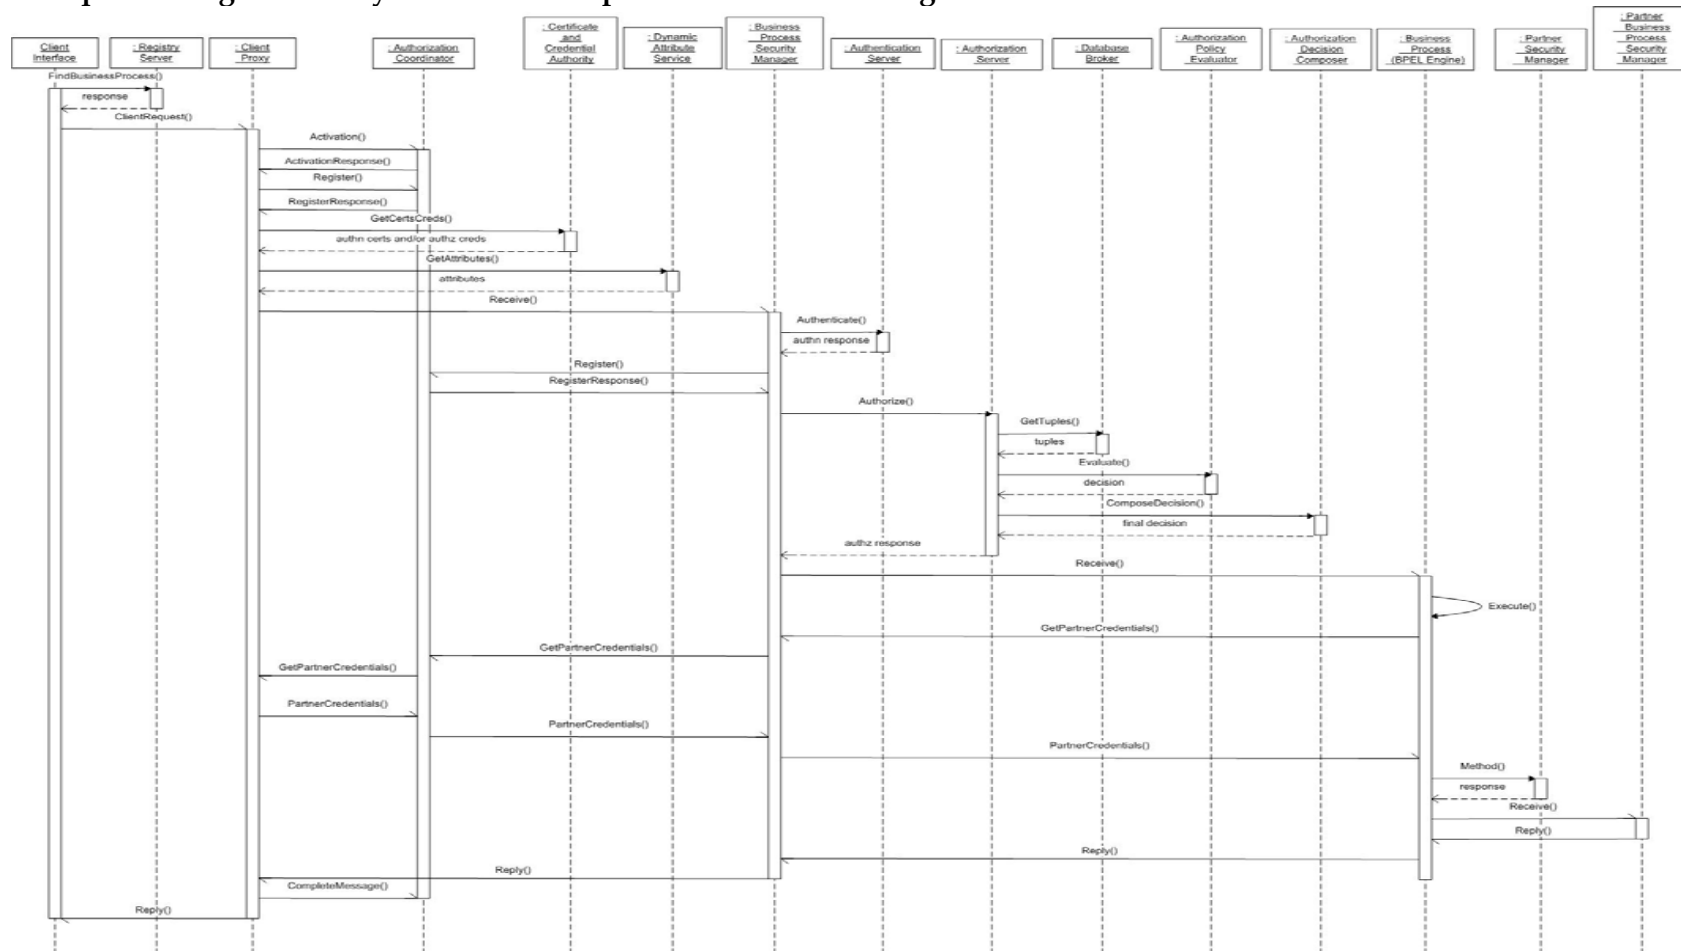 Client
Interface
: Registry
Server
: Client
Proxy
: Authorization
Coordinator
: Certificate
and
Credential
Authority
: Dynamic
Attribute
Service
: Business
Process
Security
Manager
: Authentication
Server
: Authorization
Server
: Database
Broker
: Authorization
Policy
Evaluator
: Authorization
Decision
Composer
: Business
Process
(BPEL Engine)
: Partner
Security
Manager
: Partner
Business
Process
Security
Manager
FindBusinessProcess()
response
ClientRequest()
Activation()
ActivationResponse()
Register()
RegisterResponse()
GetCertsCreds()
authn certs and/or authz creds
GetAttributes()
attributes
Receive()
Authenticate()
authn response
Register()
RegisterResponse()
Authorize()
GetTuples()
tuples
Evaluate()
decision
ComposeDecision()
final decision
authz response
Receive()
Execute()
GetPartnerCredentials()
GetPartnerCredentials()
GetPartnerCredentials()
PartnerCredentials()
PartnerCredentials()
PartnerCredentials()
Method()
response
Receive()
Reply()
Reply()
Reply()
CompleteMessage()
Reply()